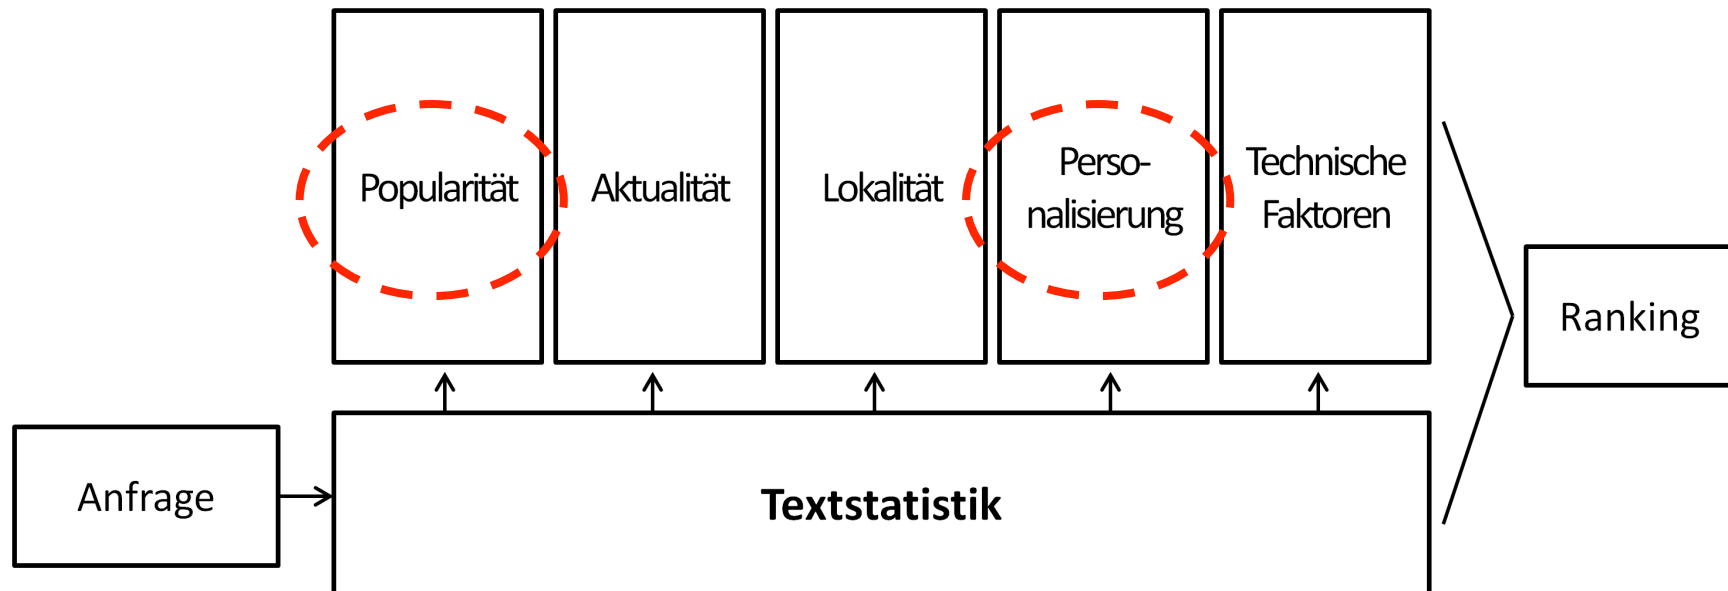 Popularität
Aktualität
Lokalität
Perso-
nalisierung
Technische
Faktoren
Ranking
Anfrage
Textstatistik